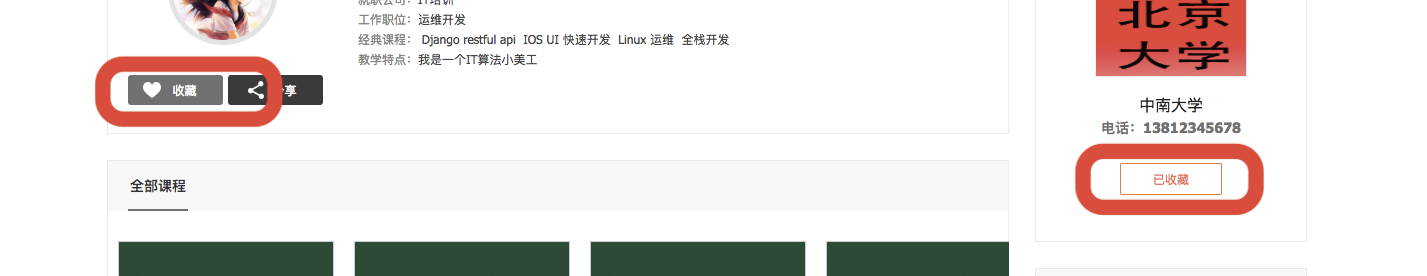 就职公司：IT培训
工作职位：运维开发
经典课程： Django restful api  IOS UI 快速开发  Linux 运维  全栈开发
教学特点：我是一个IT算法小美工
收藏
享
全部课程
北京
大学
中南大学
电话：13812345678
已收藏